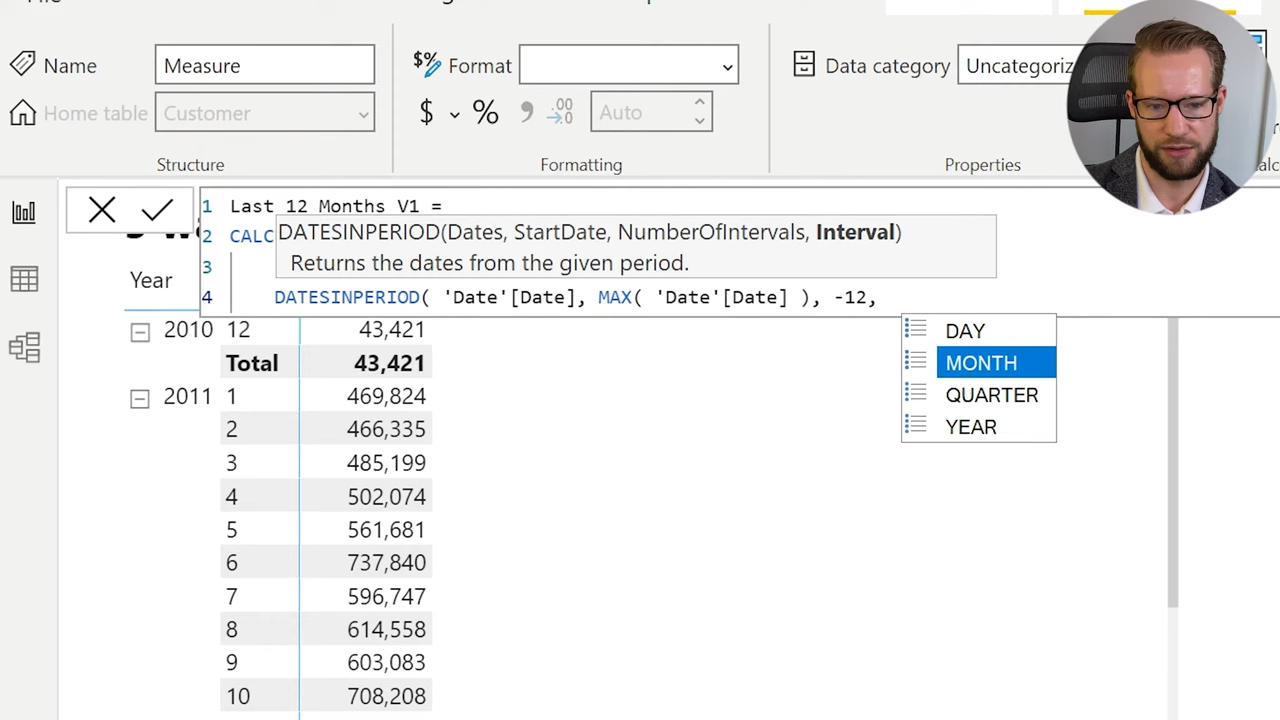 Name
Measure
Format
Data category
Uncategoriz
Home table
Customer
$
%
Auto
Structure
Formatting
Properties
1 Last 12 Months V1 =
2 CALC
DATESINPERIOD(Dates, StartDate, NumberOfIntervals, Interval)
3
Returns the dates from the given period.
4 DATESINPERIOD( 'Date'[Date], MAX( 'Date'[Date] ), -12,
Year
DAY
MONTH
QUARTER
YEAR
2010 12 43,421
Total 43,421
2011 1 469,824
2 466,335
3 485,199
4 502,074
5 561,681
6 737,840
7 596,747
8 614,558
9 603,083
10 708,208